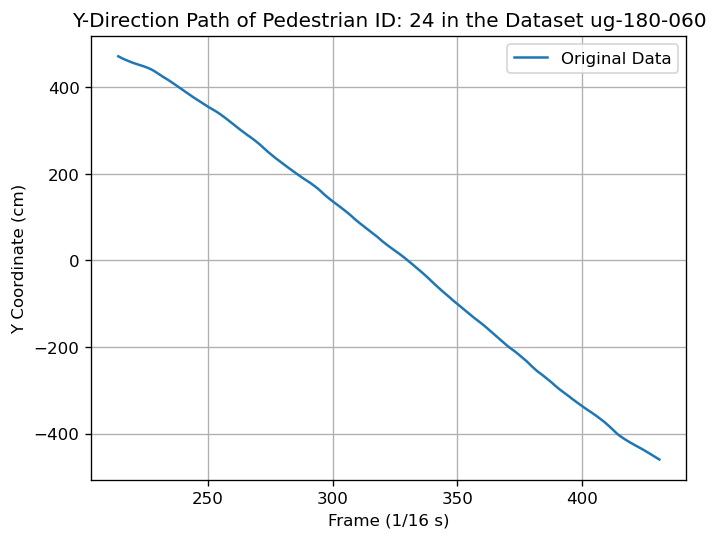 Y-Direction Path of Pedestrian ID: 24 in the Dataset ug-180-060
Original Data
400
200
0
−200
−400
Y Coordinate (cm)
250
300
350
400
Frame (1/16 s)